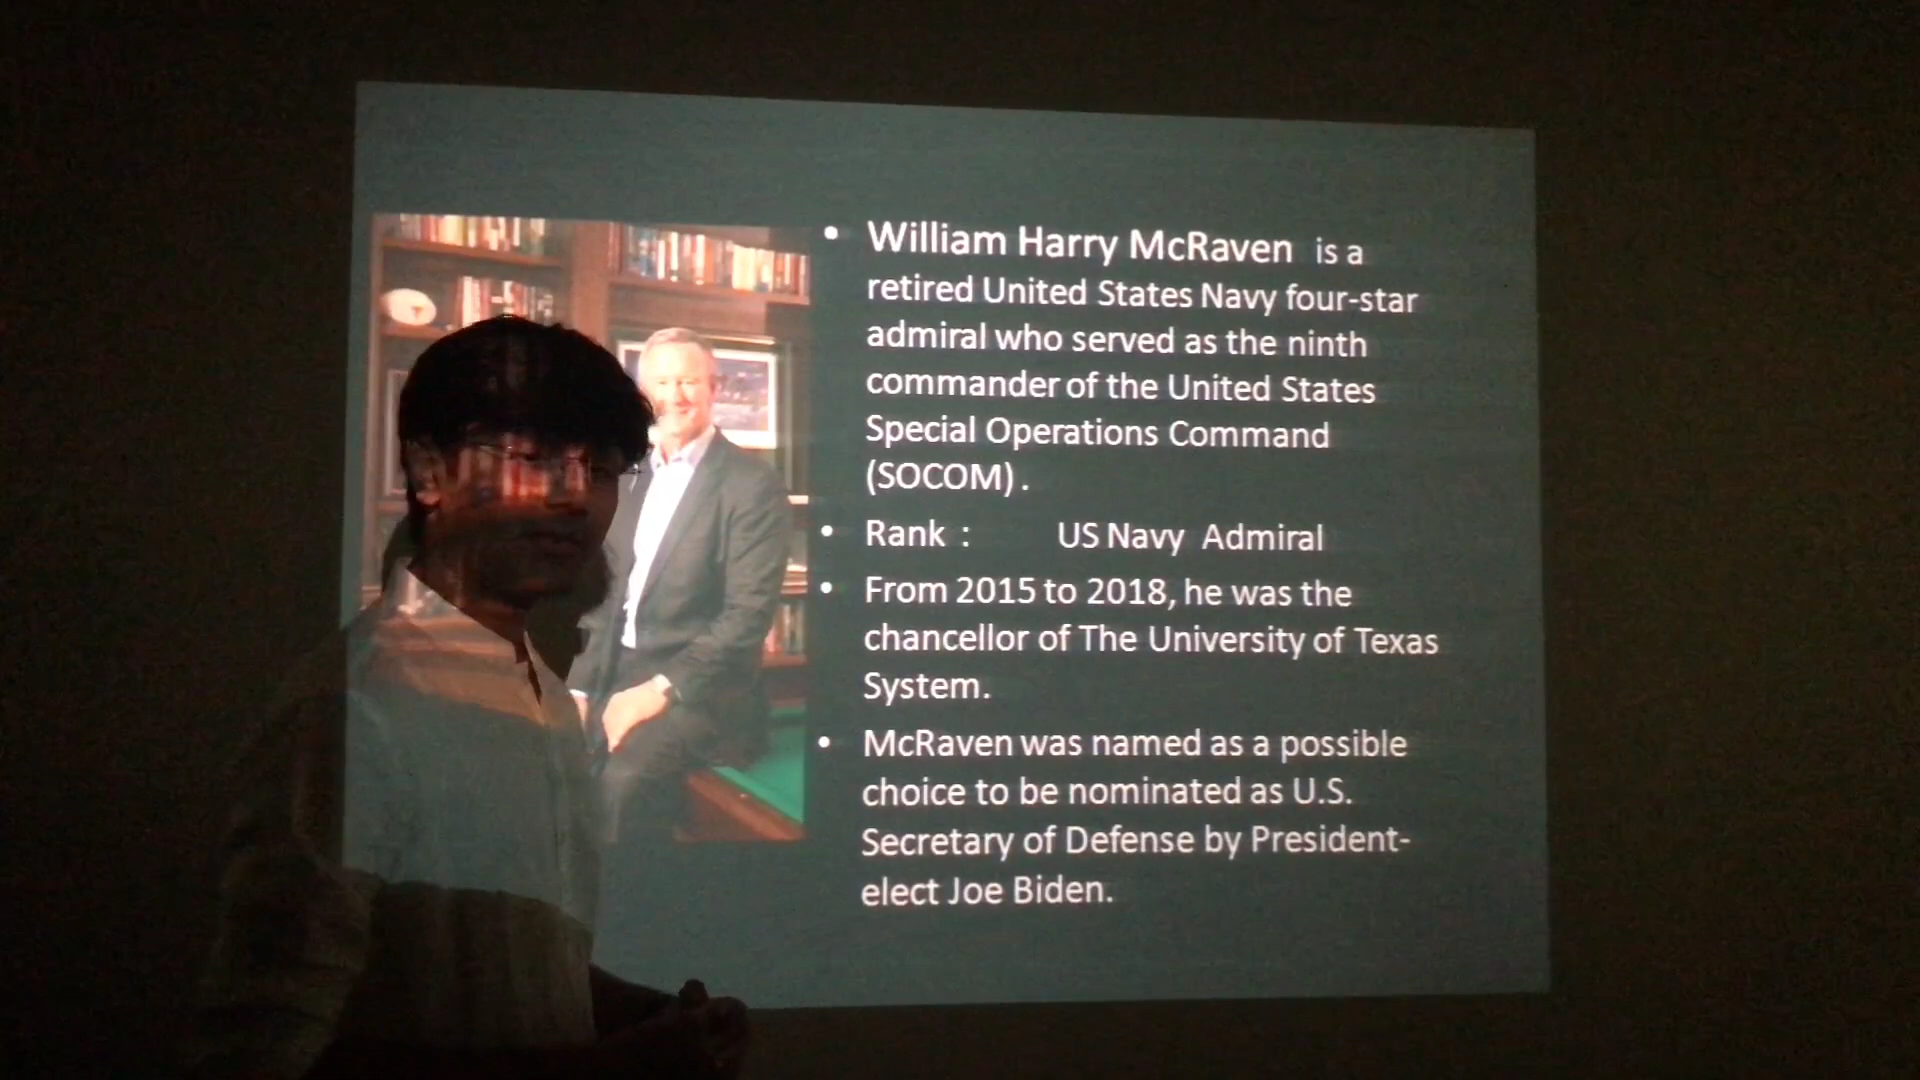 • William Harry McRaven is a
retired United States Navy four-star
admiral who served as the ninth
commander of the United States
Special Operations Command
(SOCOM) .
• Rank : US Navy Admiral
• From 2015 to 2018, he was the
chancellor of The University of Texas
System.
• McRaven was named as a possible
choice to be nominated as U.S.
Secretary of Defense by President-
elect Joe Biden.